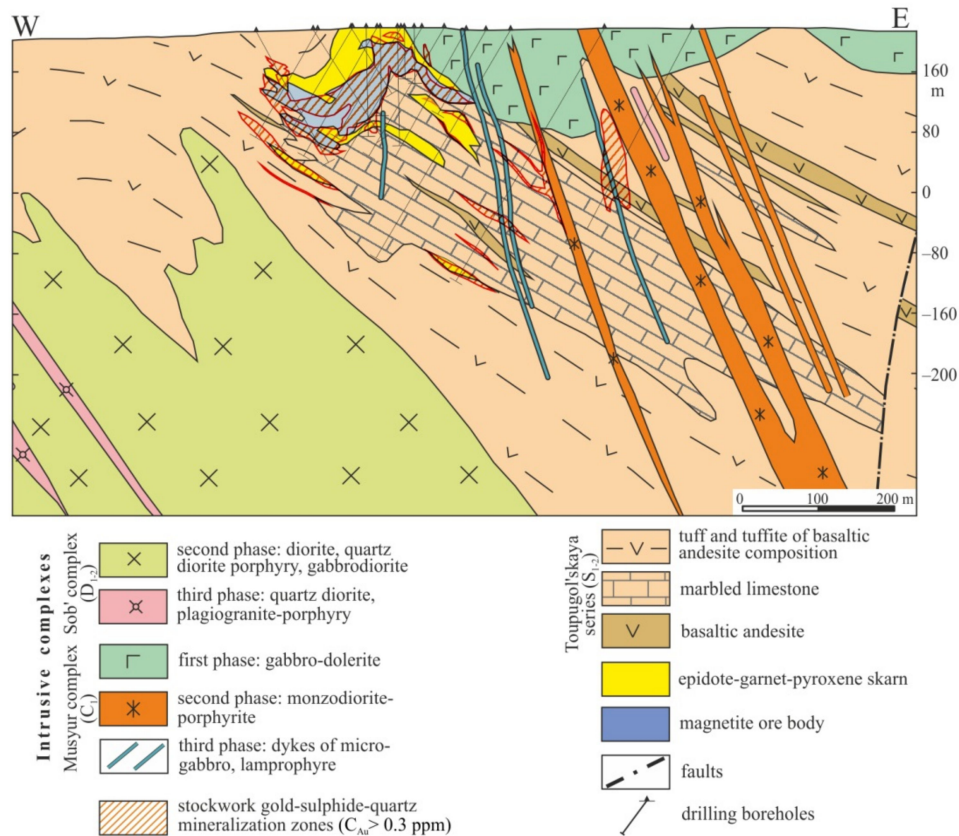 W
E
160
m
80
0
–80
–160
–200
0 100 200 m
Intrusive complexes
Sob' complex
(D₁₋₂)
second phase: diorite, quartz
diorite porphyry, gabbrodiorite
third phase: quartz diorite,
plagiogranite-porphyry
Musyur complex
(C₁)
first phase: gabbro-dolerite
second phase: monzodiorite-
porphyrite
third phase: dykes of micro-
gabbro, lamprophyre
stockwork gold-sulphide-quartz
mineralization zones (C_Au> 0.3 ppm)
Toupugol'skaya
series (S₁₋₂)
tuff and tuffite of basaltic
andesite composition
marbled limestone
basaltic andesite
epidote-garnet-pyroxene skarn
magnetite ore body
faults
drilling boreholes